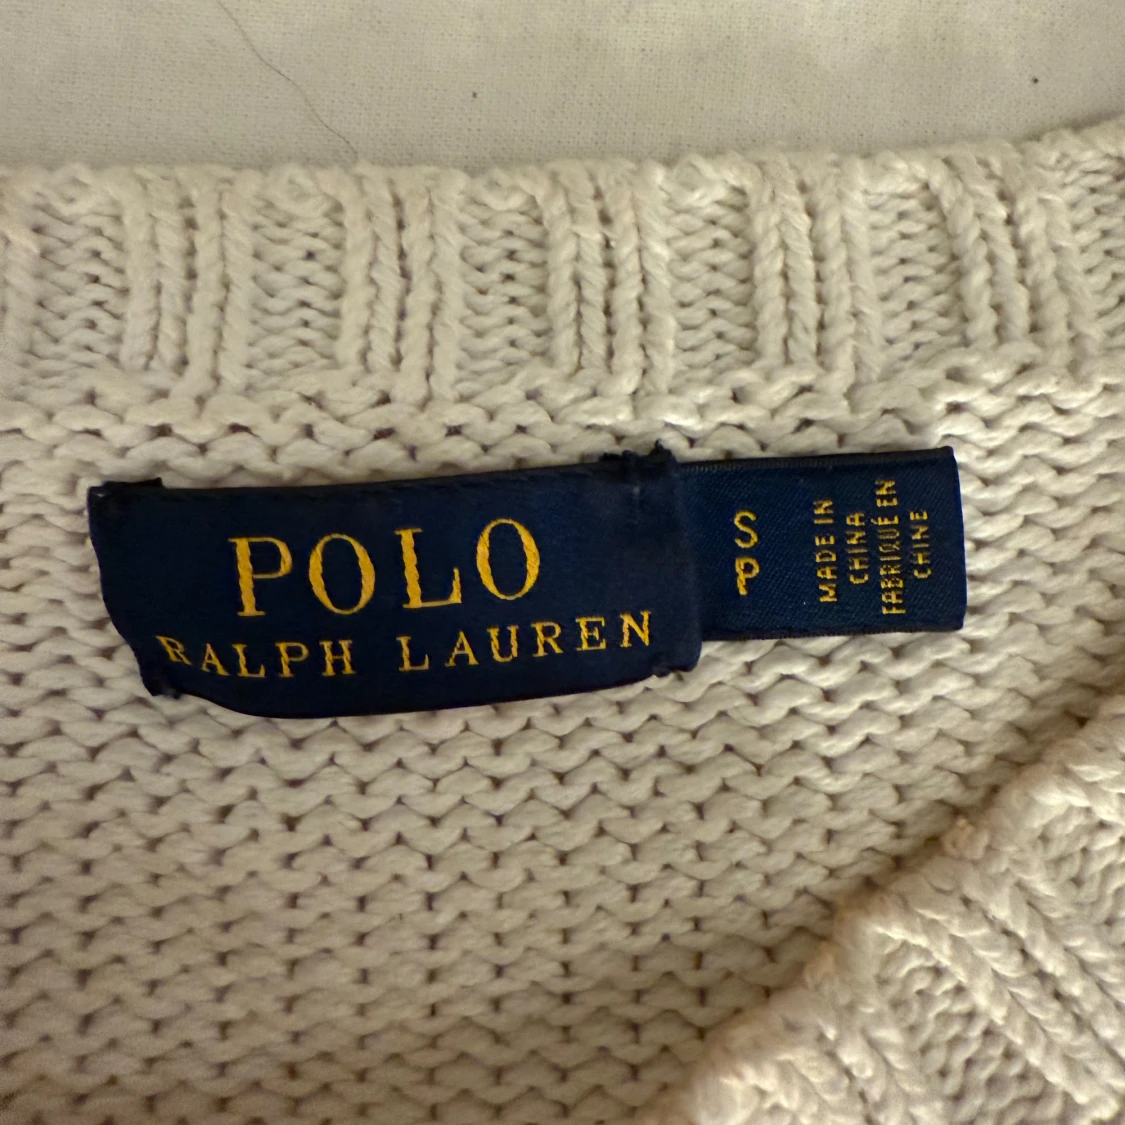 POLO
RALPH LAUREN
S
P
MADE IN
CHINA
FABRIQUÉ EN
CHINE